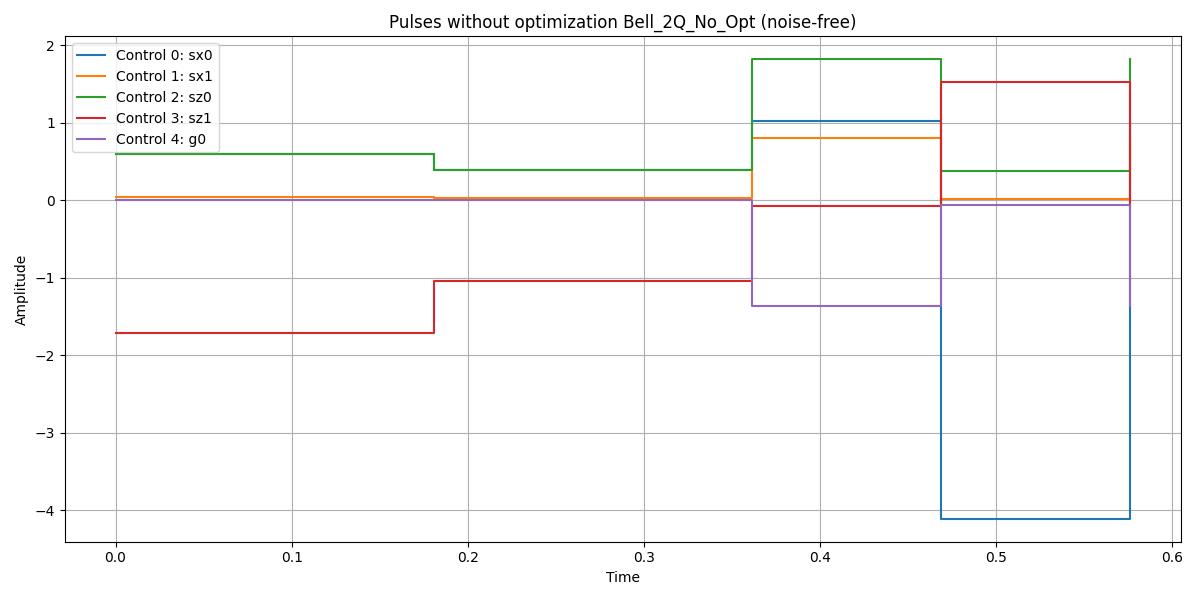 Pulses without optimization Bell_2Q_No_Opt (noise-free)
Control 0: sx0
Control 1: sx1
Control 2: sz0
Control 3: sz1
Control 4: g0
Amplitude
2
1
0
−1
−2
−3
−4
0.0 0.1 0.2 0.3 0.4 0.5 0.6
Time